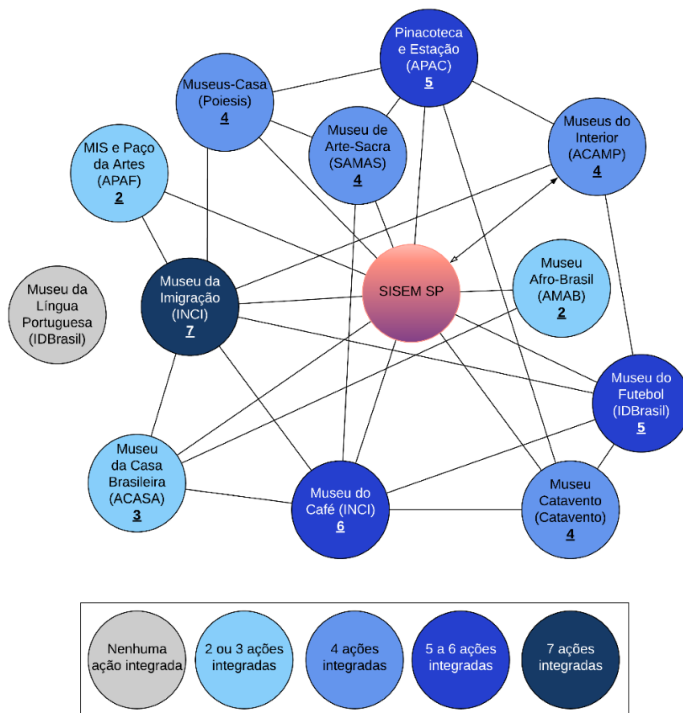 Pinacoteca
e Estação
(APAC)
5
Museus-Casa
(Poiesis)
4
Museu de
Arte-Sacra
(SAMAS)
4
Museus do
Interior
(ACAMP)
4
MIS e Paço
da Artes
(APAF)
2
Museu da
Língua
Portuguesa
(IDBrasil)
Museu da
Imigração
(INCI)
7
SISEM SP
Museu
Afro-Brasil
(AMAB)
2
Museu do
Futebol
(IDBrasil)
5
Museu
da Casa
Brasileira
(ACASA)
3
Museu do
Café (INCI)
6
Museu
Catavento
(Catavento)
4
Nenhuma
ação integrada
2 ou 3 ações
integradas
4 ações
integradas
5 a 6 ações
integradas
7 ações
integradas